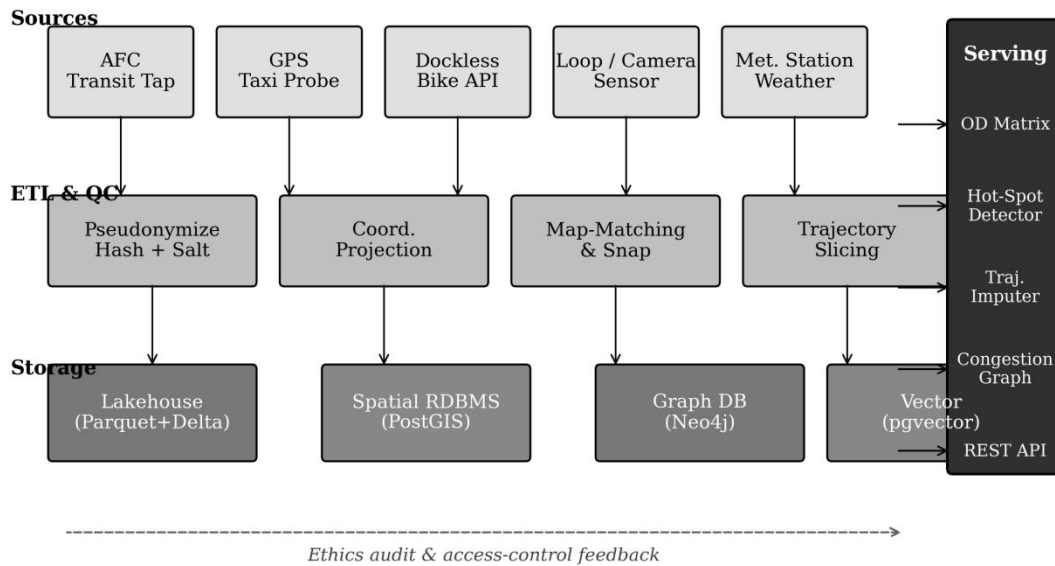 Sources
AFC
Transit Tap
GPS
Taxi Probe
Dockless
Bike API
Loop / Camera
Sensor
Met. Station
Weather
ETL & QC
Pseudonymize
Hash + Salt
Coord.
Projection
Map-Matching
& Snap
Trajectory
Slicing
Storage
Lakehouse
(Parquet+Delta)
Spatial RDBMS
(PostGIS)
Graph DB
(Neo4j)
Vector
(pgvector)
Serving
OD Matrix
Hot-Spot
Detector
Traj.
Imputer
Congestion
Graph
REST API
Ethics audit & access-control feedback